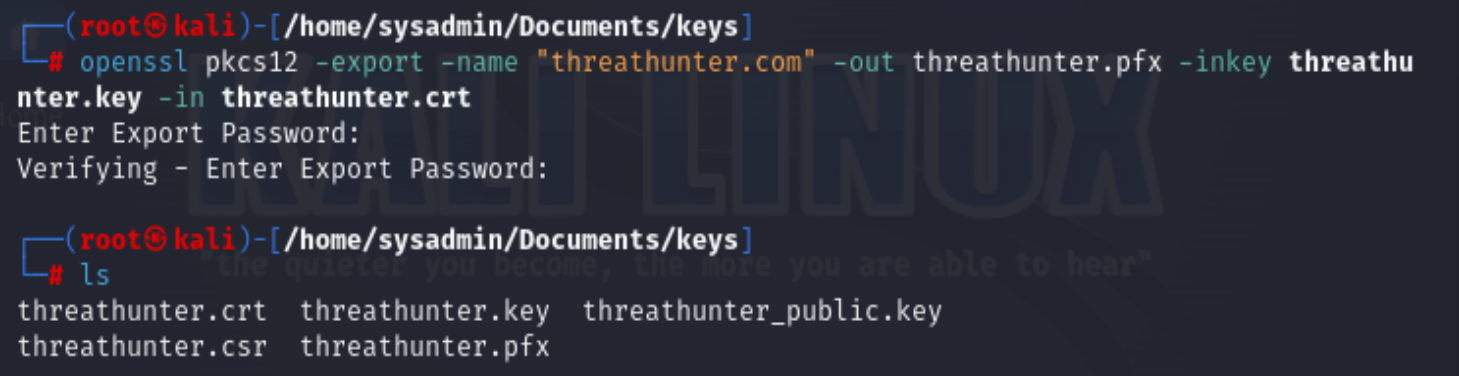 ┌──(root㉿kali)-[/home/sysadmin/Documents/keys]
└─# openssl pkcs12 -export -name "threathunter.com" -out threathunter.pfx -inkey threathu
nter.key -in threathunter.crt
Enter Export Password:
Verifying - Enter Export Password:
KALI LINUX
┌──(root㉿kali)-[/home/sysadmin/Documents/keys]
"the quieter you become, the more you are able to hear"
└─# ls
threathunter.crt  threathunter.key  threathunter_public.key
threathunter.csr  threathunter.pfx